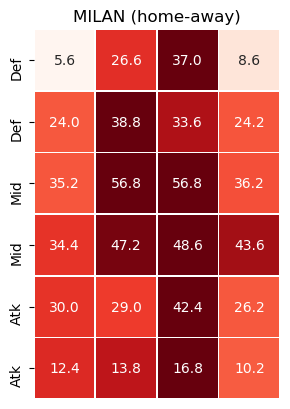 MILAN (home-away)
Def 5.6 26.6 37.0 8.6
Def 24.0 38.8 33.6 24.2
Mid 35.2 56.8 56.8 36.2
Mid 34.4 47.2 48.6 43.6
Atk 30.0 29.0 42.4 26.2
Atk 12.4 13.8 16.8 10.2